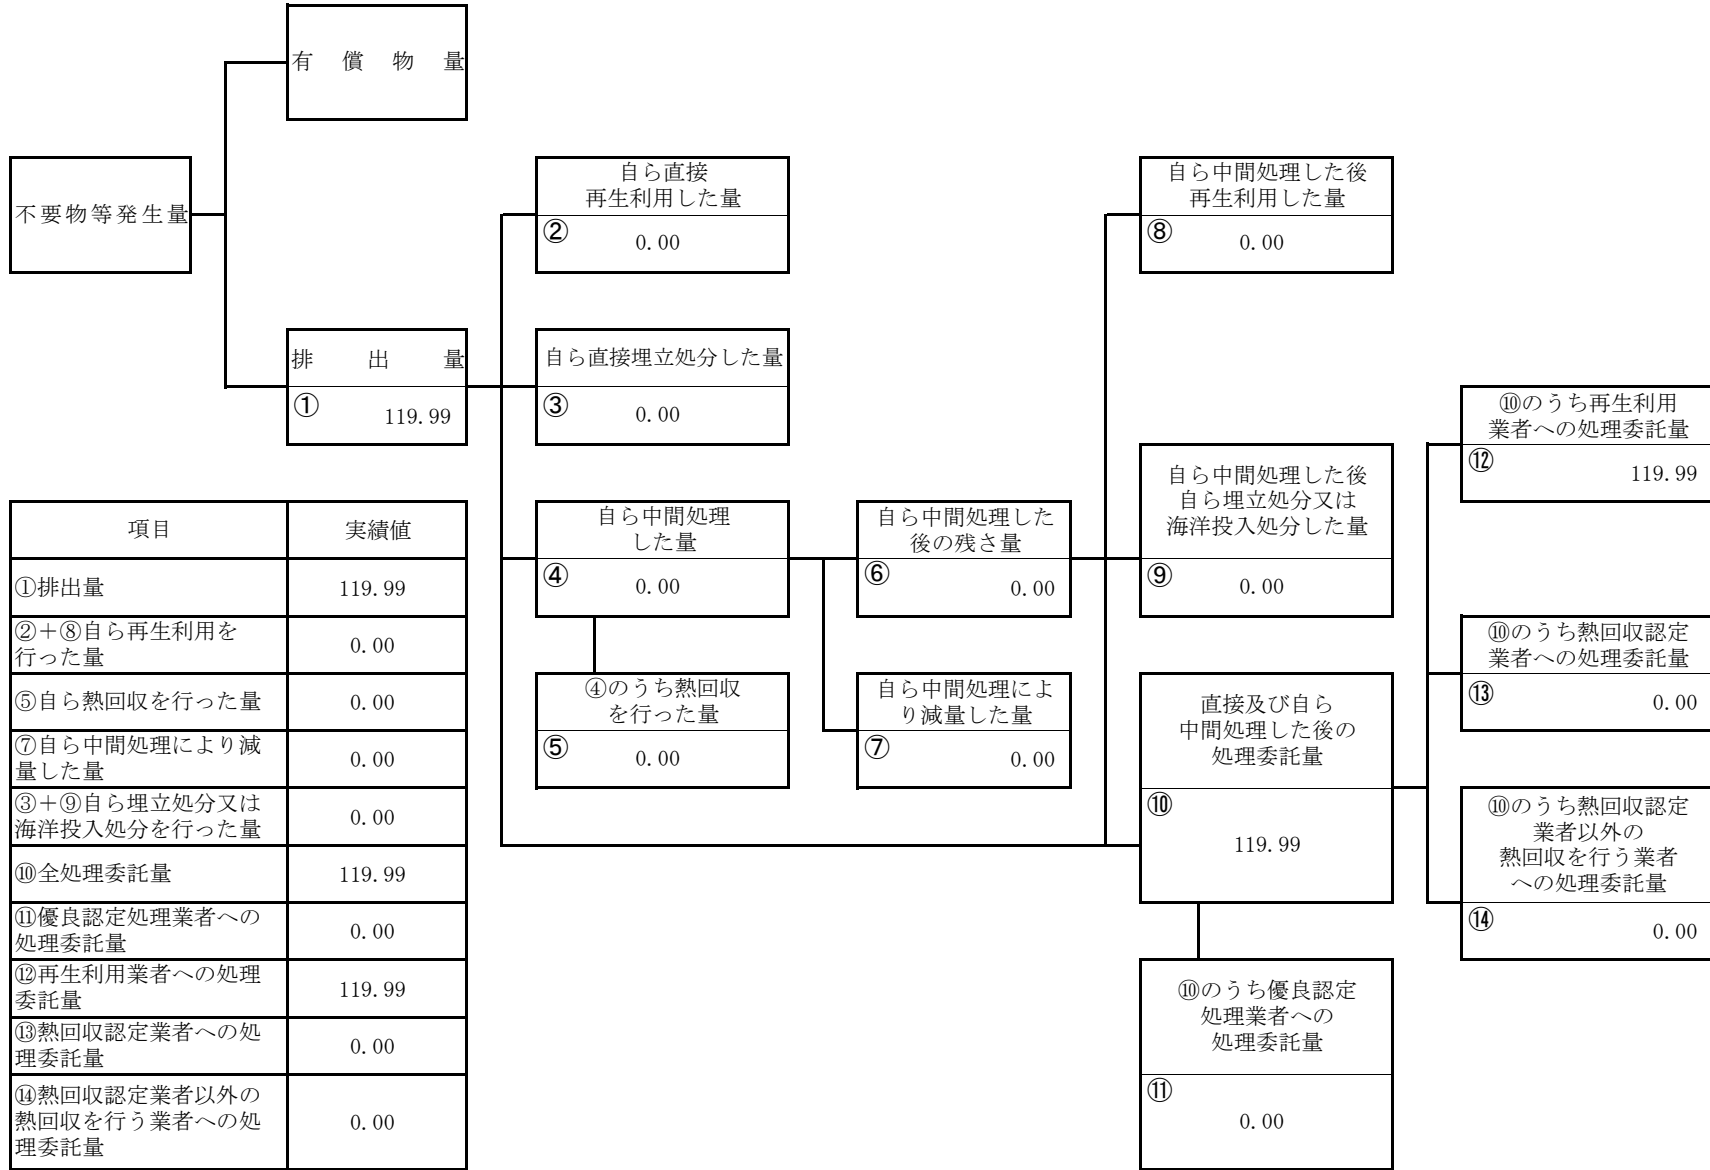 有償物量
不要物等発生量
自ら直接
再生利用した量
② 0.00
自ら中間処理した後
再生利用した量
⑧ 0.00
排出量
① 119.99
自ら直接埋立処分した量
③ 0.00
⑩のうち再生利用
業者への処理委託量
⑫ 119.99
自ら中間処理した後
自ら埋立処分又は
海洋投入処分した量
⑨ 0.00
自ら中間処理
した量
④ 0.00
自ら中間処理した
後の残さ量
⑥ 0.00
⑩のうち熱回収認定
業者への処理委託量
⑬ 0.00
④のうち熱回収
を行った量
⑤ 0.00
自ら中間処理によ
り減量した量
⑦ 0.00
直接及び自ら
中間処理した後の
処理委託量
⑩ 119.99
⑩のうち熱回収認定
業者以外の
熱回収を行う業者
への処理委託量
⑭ 0.00
⑩のうち優良認定
処理業者への
処理委託量
⑪ 0.00
項目 実績値
①排出量 119.99
②＋⑧自ら再生利用を
行った量 0.00
⑤自ら熱回収を行った量 0.00
⑦自ら中間処理により減
量した量 0.00
③＋⑨自ら埋立処分又は
海洋投入処分を行った量 0.00
⑩全処理委託量 119.99
⑪優良認定処理業者への
処理委託量 0.00
⑫再生利用業者への処理
委託量 119.99
⑬熱回収認定業者への処
理委託量 0.00
⑭熱回収認定業者以外の
熱回収を行う業者への処
理委託量 0.00